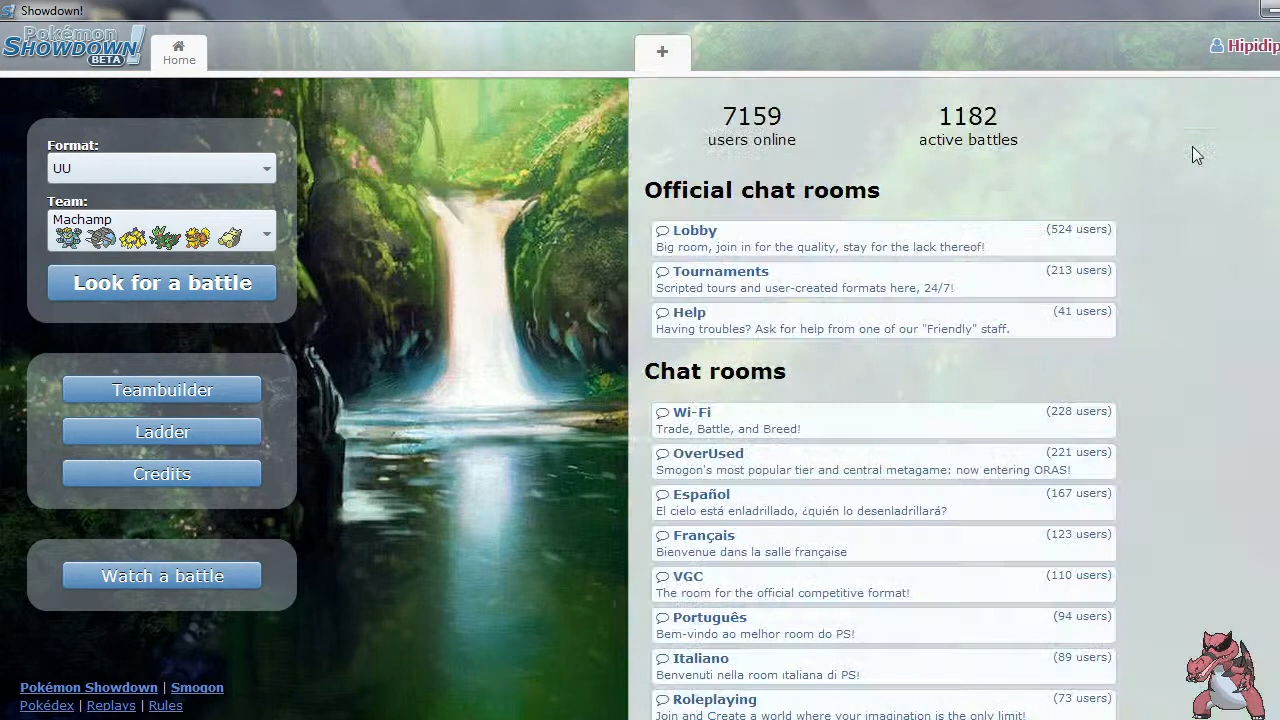 Showdown!
Pokémon
SHOWDOWN!
BETA
Home
+
Hipidip
Format:
UU
Team:
Machamp
Look for a battle
Teambuilder
Ladder
Credits
Watch a battle
Pokémon Showdown | Smogon
Pokédex | Replays | Rules
7159
users online
1182
active battles
Official chat rooms
Lobby (524 users)
Big room, join in for the quality, stay for the lack thereof!
Tournaments (213 users)
Scripted tours and user-created formats here, 24/7!
Help (41 users)
Having troubles? Ask for help from one of our "Friendly" staff.
Chat rooms
Wi-Fi (228 users)
Trade, Battle, and Breed!
OverUsed (221 users)
Smogon's most popular tier and central metagame: now entering ORAS!
Español (167 users)
El cielo está enladrillado, ¿quién lo desenladrillará?
Français (123 users)
Bienvenue dans la salle française
VGC (110 users)
The room for the official competitive format!
Português (94 users)
Bem-vindo ao melhor room do PS!
Italiano (89 users)
Benvenuti nella room italiana di PS!
Roleplaying (73 users)
Join and Create a world where your imagination is the only limit!